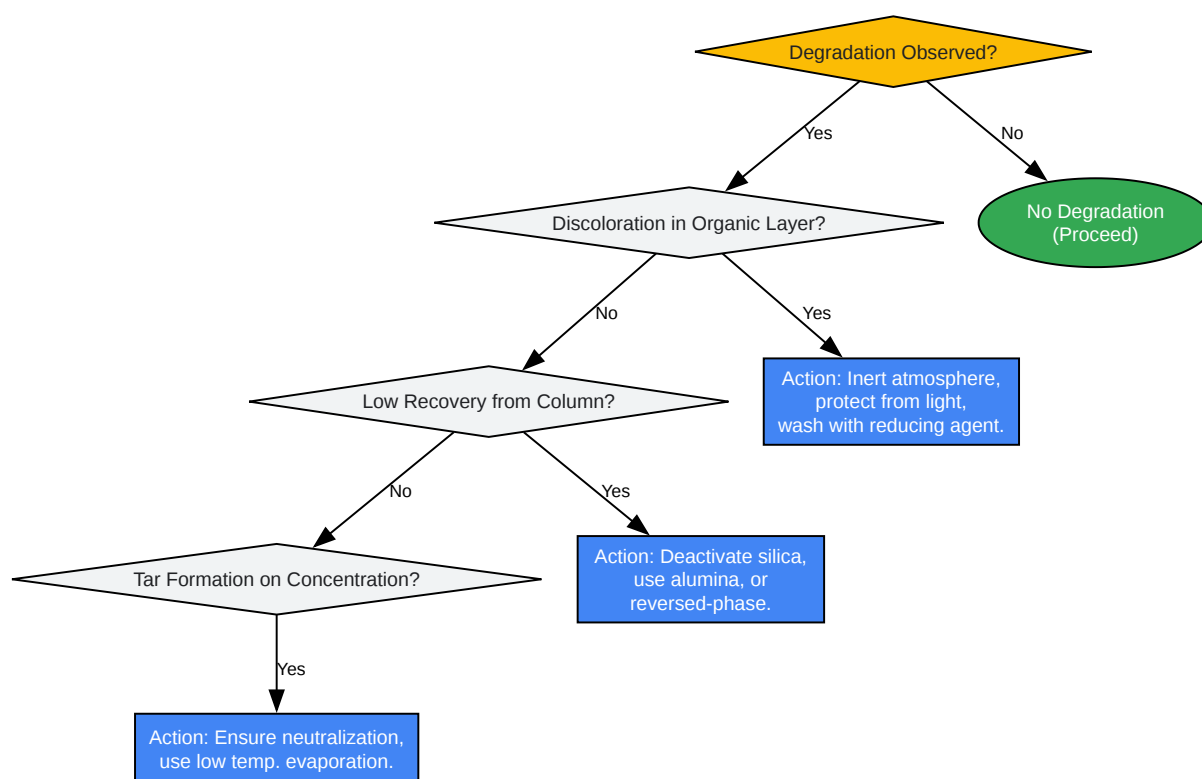 Degradation Observed?
Yes
No
Discoloration in Organic Layer?
No Degradation
(Proceed)
No
Yes
Low Recovery from Column?
Action: Inert atmosphere,
protect from light,
wash with reducing agent.
No
Yes
Tar Formation on Concentration?
Action: Deactivate silica,
use alumina, or
reversed-phase.
Yes
Action: Ensure neutralization,
use low temp. evaporation.